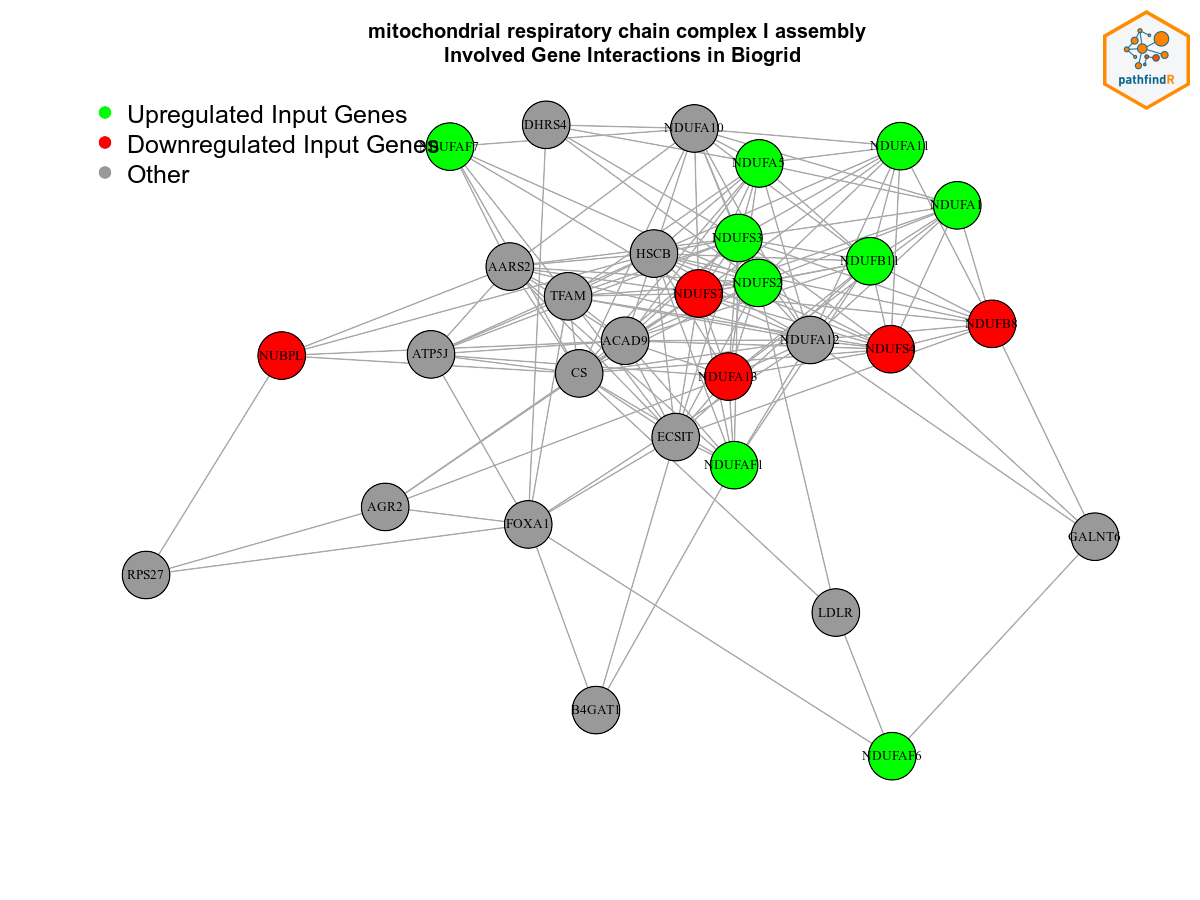 mitochondrial respiratory chain complex I assembly
Involved Gene Interactions in Biogrid
pathfindR
Upregulated Input Genes
Downregulated Input Genes
Other
DHRS4
NDUFA10
NDUFAF7
NDUFA11
NDUFA5
NDUFA1
NDUFS3
HSCB
NDUFB11
AARS2
NDUFS2
NDUFS7
TFAM
NDUFB8
ACAD9
NDUFA12
NDUFS4
NUBPL
ATP5J
CS
NDUFA13
ECSIT
NDUFAF1
AGR2
FOXA1
GALNT6
RPS27
LDLR
B4GAT1
NDUFAF6